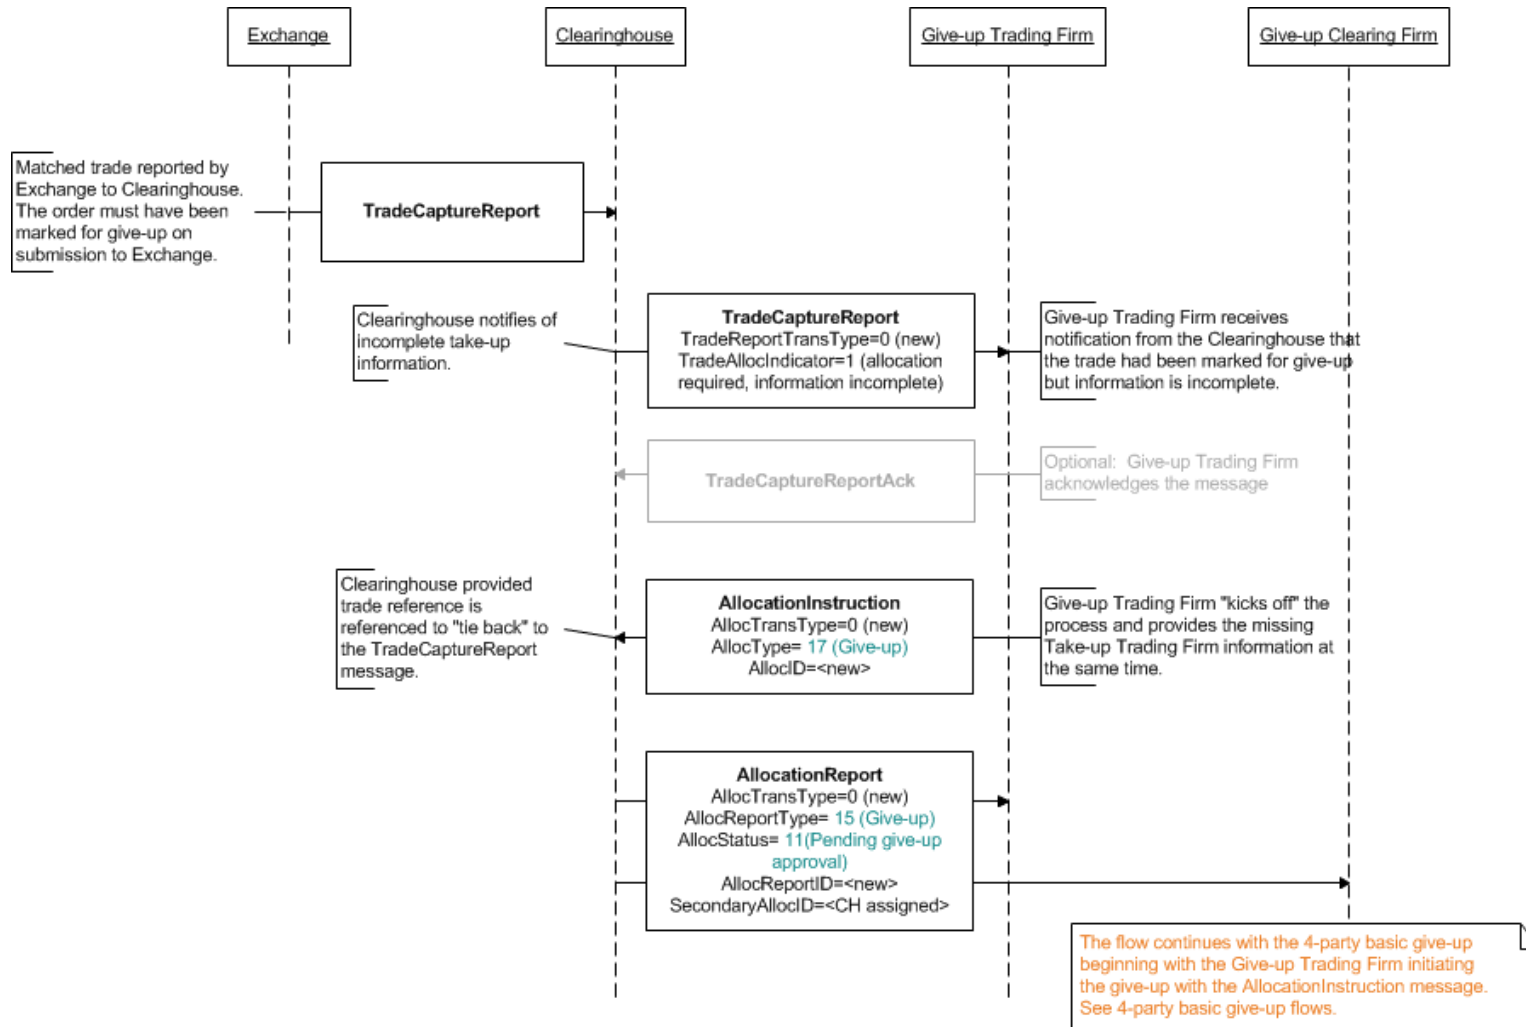 Exchange
Clearinghouse
Give-up Trading Firm
Give-up Clearing Firm
Matched trade reported by
Exchange to Clearinghouse.
The order must have been
marked for give-up on
submission to Exchange.
TradeCaptureReport
Clearinghouse notifies of
incomplete take-up
information.
TradeCaptureReport
TradeReportTransType=0 (new)
TradeAllocIndicator=1 (allocation
required, information incomplete)
Give-up Trading Firm receives
notification from the Clearinghouse that
the trade had been marked for give-up
but information is incomplete.
TradeCaptureReportAck
Optional:  Give-up Trading Firm
acknowledges the message
Clearinghouse provided
trade reference is
referenced to "tie back" to
the TradeCaptureReport
message.
AllocationInstruction
AllocTransType=0 (new)
AllocType= 17 (Give-up)
AllocID=<new>
Give-up Trading Firm "kicks off" the
process and provides the missing
Take-up Trading Firm information at
the same time.
AllocationReport
AllocTransType=0 (new)
AllocReportType= 15 (Give-up)
AllocStatus= 11(Pending give-up
approval)
AllocReportID=<new>
SecondaryAllocID=<CH assigned>
The flow continues with the 4-party basic give-up
beginning with the Give-up Trading Firm initiating
the give-up with the AllocationInstruction message.
See 4-party basic give-up flows.